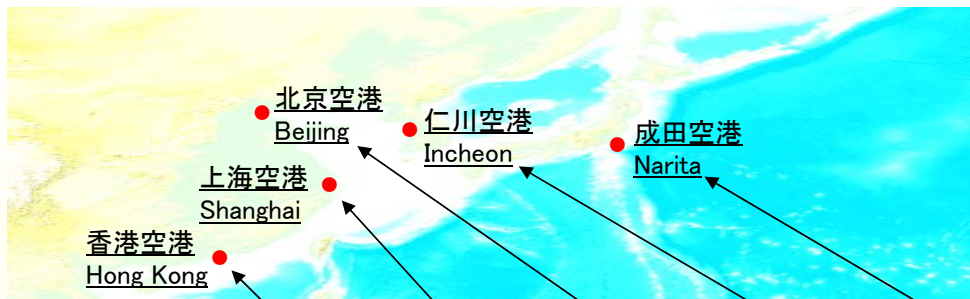 北京空港
Beijing
仁川空港
Incheon
成田空港
Narita
上海空港
Shanghai
香港空港
Hong Kong